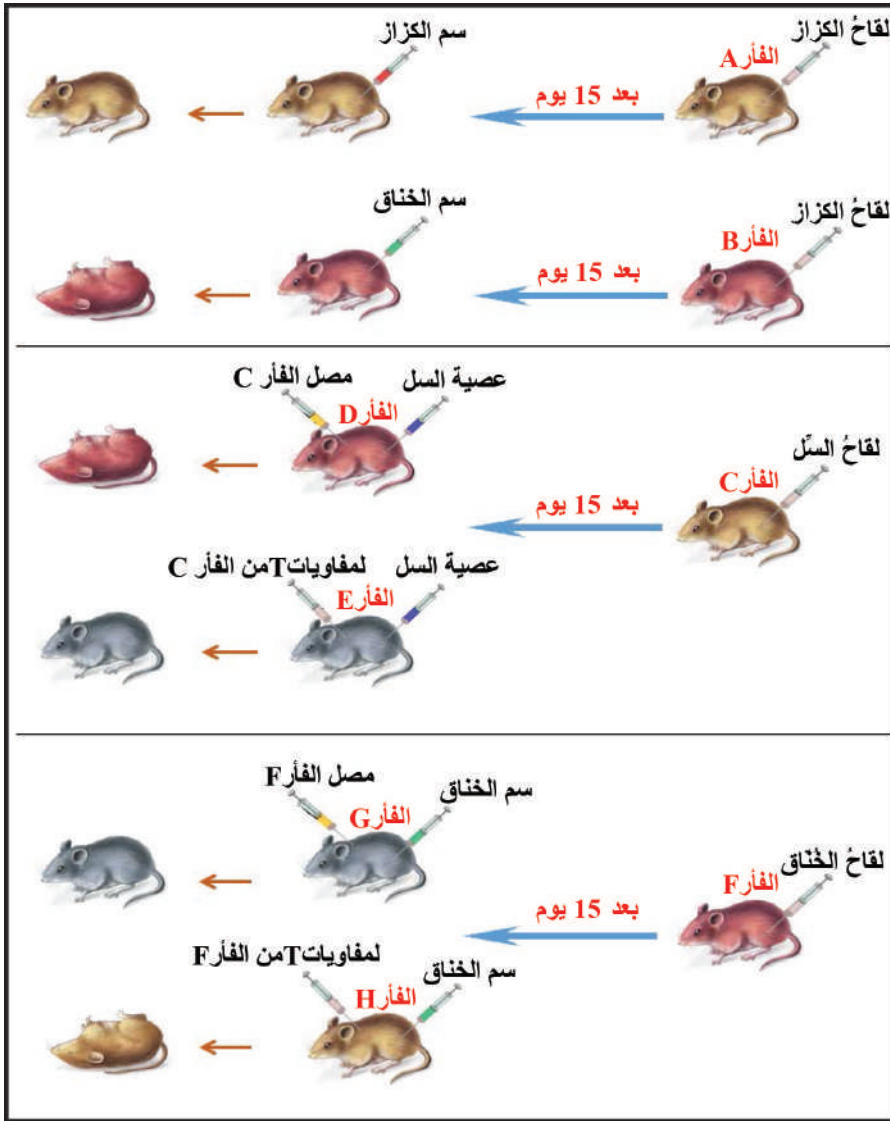 لقاحُ الكزاز
الفأرA
بعد 15 يوم
سم الكزاز
لقاحُ الكزاز
الفأرB
بعد 15 يوم
سم الخناق
لقاحُ السِّل
الفأرC
بعد 15 يوم
عصية السل
الفأرD
مصل الفأر C
عصية السل
الفأرE
لمفاوياتTمن الفأر C
لقاحُ الخُنّاق
الفأرF
بعد 15 يوم
سم الخناق
الفأرG
مصل الفأرF
سم الخناق
الفأرH
لمفاوياتTمن الفأرF